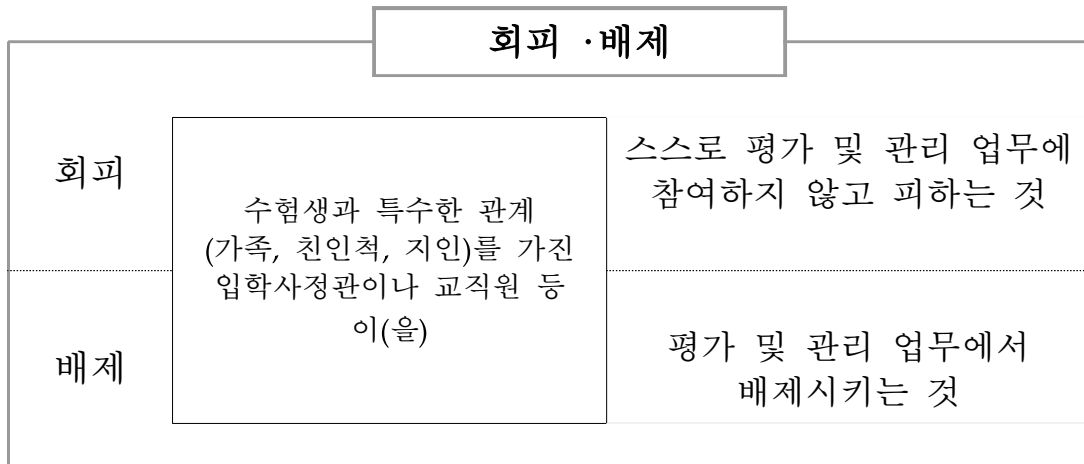 회피 ·배제
회피
수험생과 특수한 관계
(가족, 친인척, 지인)를 가진
입학사정관이나 교직원 등
이(을)
스스로 평가 및 관리 업무에
참여하지 않고 피하는 것
배제
평가 및 관리 업무에서
배제시키는 것